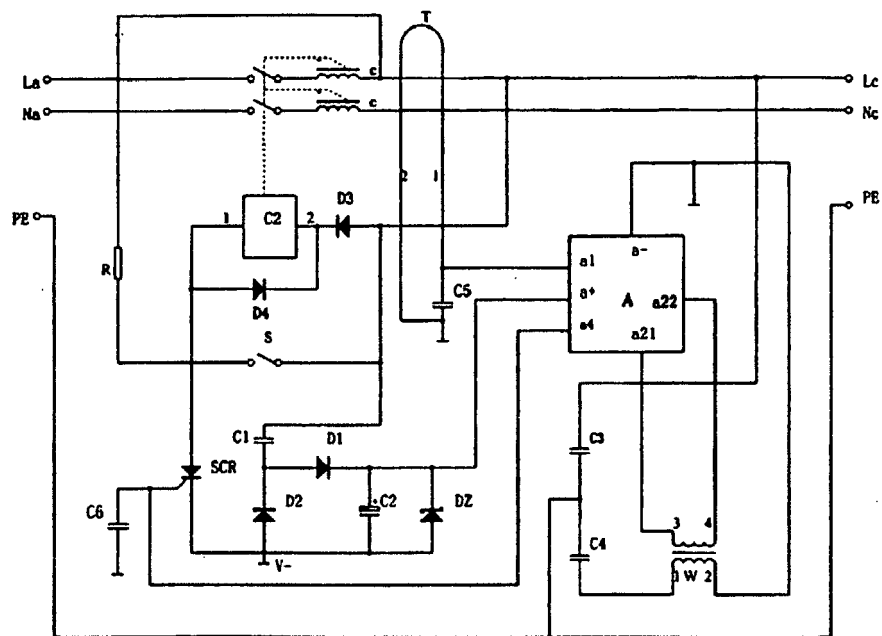 T
La
c
Lc
Na
c
Nc
2
1
D3
PE
1
C2
2
PE
a-
R
a1
C5
a+
A
a22
D4
a4
a21
S
C1
D1
C3
SCR
C6
D2
C2
DZ
3
4
C4
V-
1
W
2